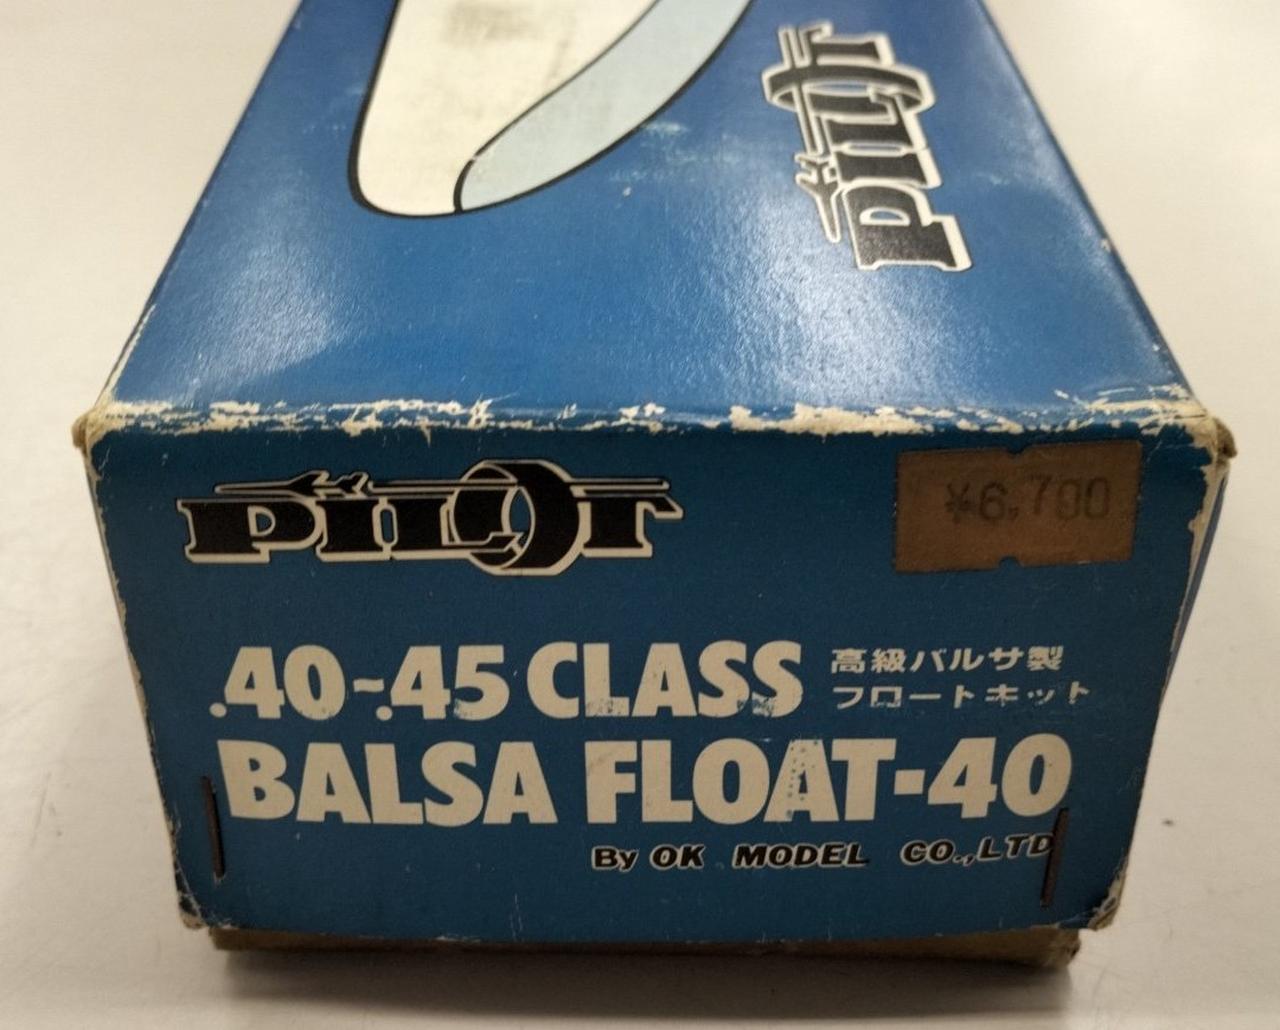 PILOT
PILOT
¥6,700
.40~.45 CLASS
高級バルサ製
フロートキット
BALSA FLOAT-40
By OK MODEL CO.,LTD